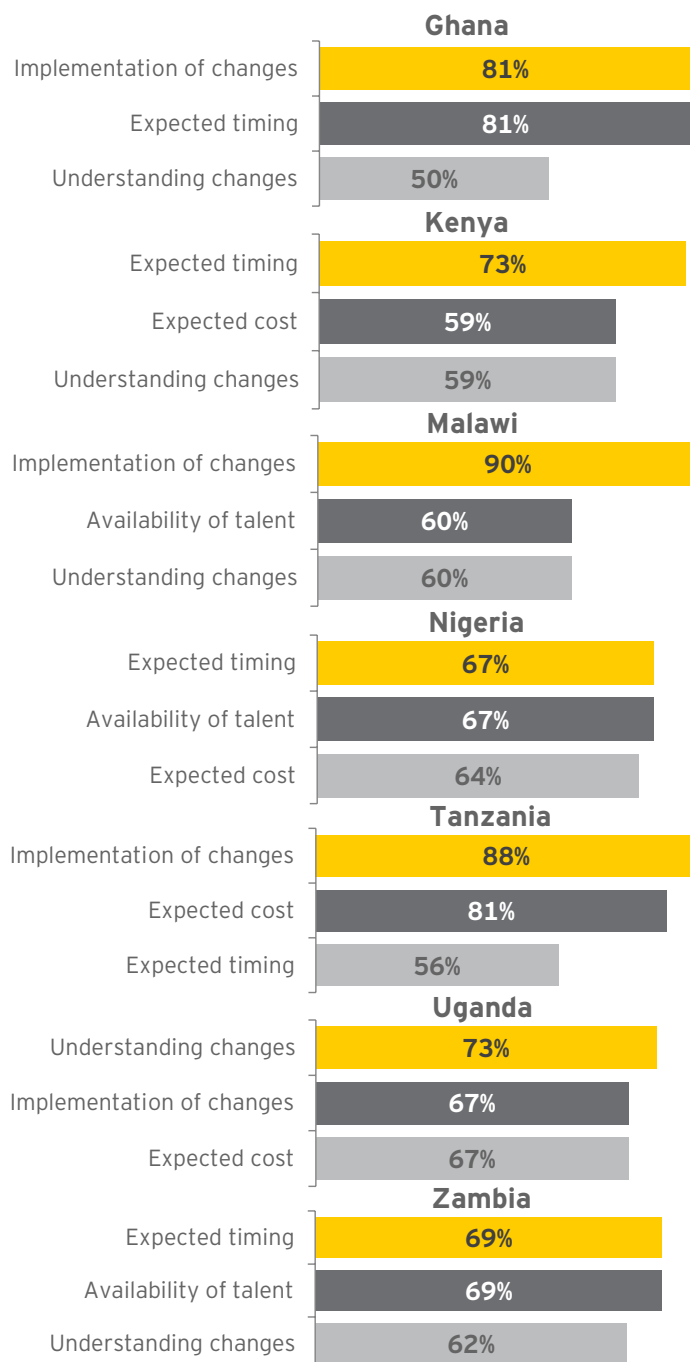 Ghana
Implementation of changes 81%
Expected timing 81%
Understanding changes 50%
Kenya
Expected timing 73%
Expected cost 59%
Understanding changes 59%
Malawi
Implementation of changes 90%
Availability of talent 60%
Understanding changes 60%
Nigeria
Expected timing 67%
Availability of talent 67%
Expected cost 64%
Tanzania
Implementation of changes 88%
Expected cost 81%
Expected timing 56%
Uganda
Understanding changes 73%
Implementation of changes 67%
Expected cost 67%
Zambia
Expected timing 69%
Availability of talent 69%
Understanding changes 62%